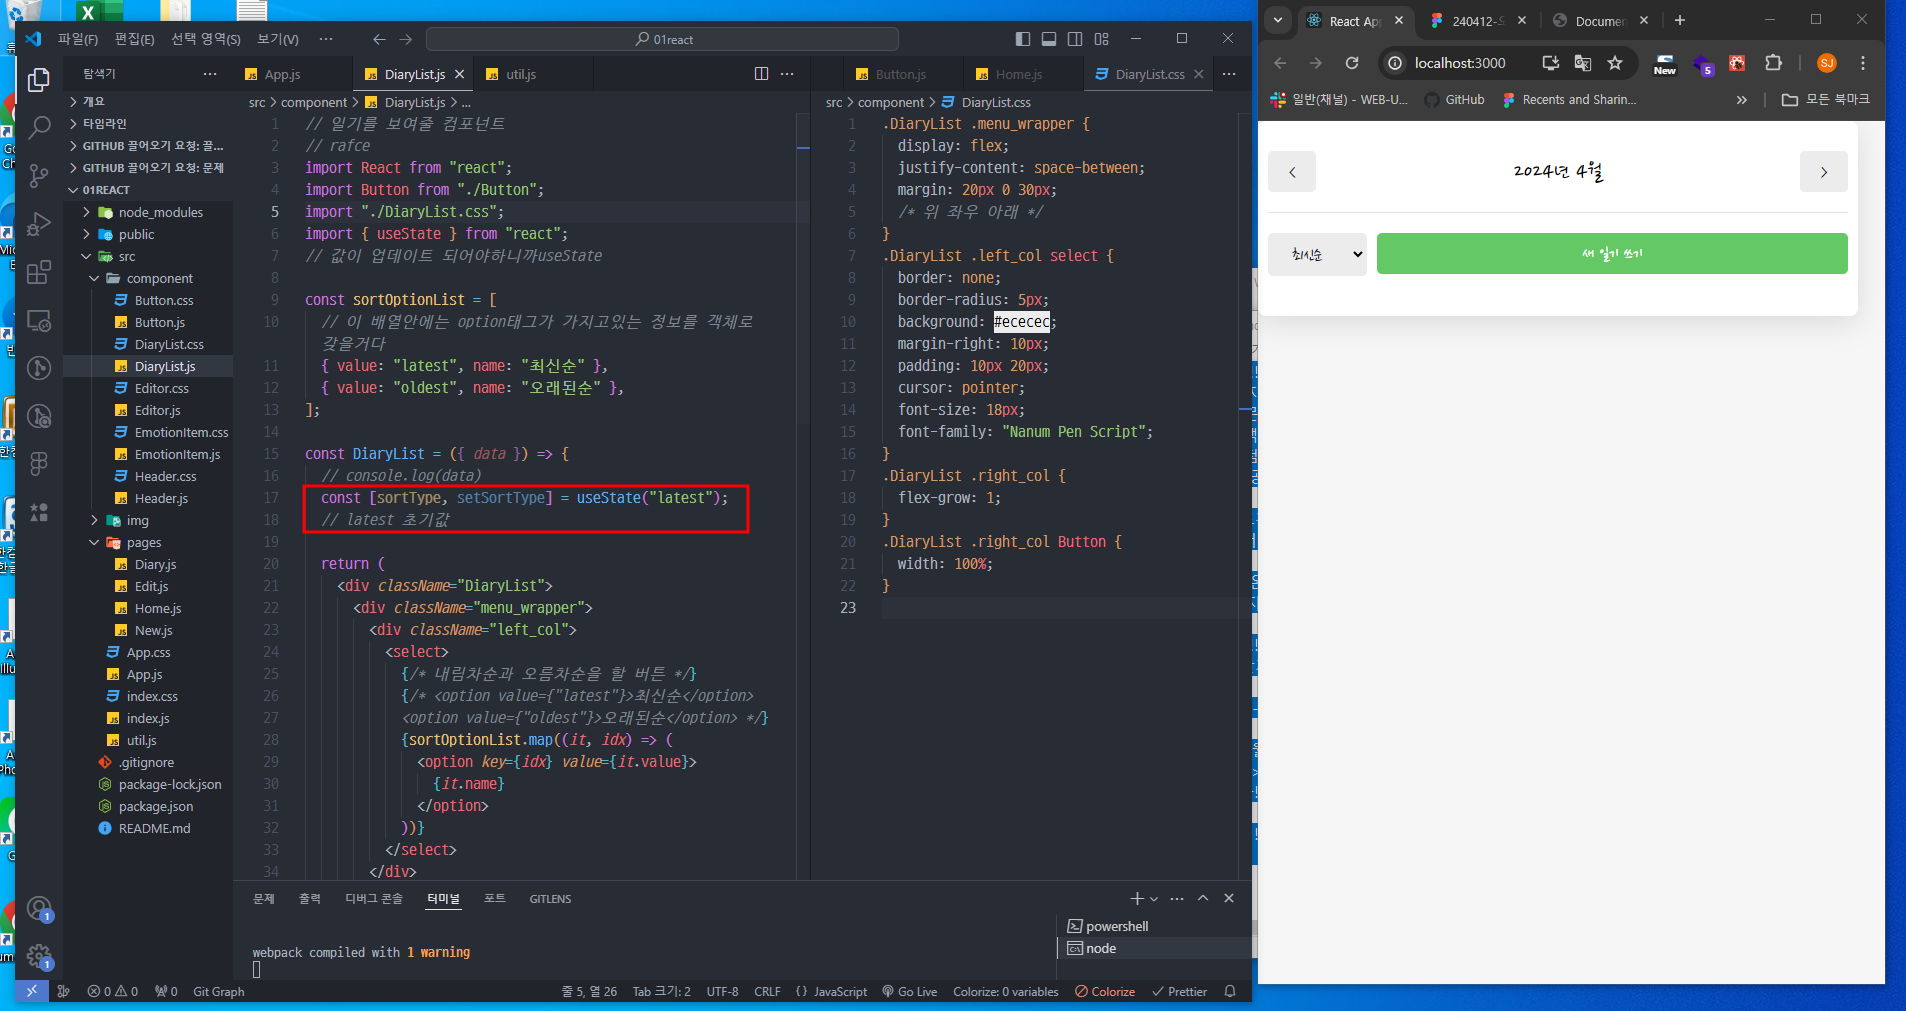 파일(F) 편집(E) 선택 영역(S) 보기(V) ··· 01react
탐색기 ···
개요
타임라인
GITHUB 끌어오기 요청: 끌...
GITHUB 끌어오기 요청: 문제
01REACT
node_modules
public
src
component
Button.css
Button.js
DiaryList.css
DiaryList.js
Editor.css
Editor.js
EmotionItem.css
EmotionItem.js
Header.css
Header.js
img
pages
Diary.js
Edit.js
Home.js
New.js
App.css
App.js
index.css
index.js
util.js
.gitignore
package-lock.json
package.json
README.md
App.js DiaryList.js util.js
src > component > DiaryList.js > ...
1 // 일기를 보여줄 컴포넌트
2 // rafce
3 import React from "react";
4 import Button from "./Button";
5 import "./DiaryList.css";
6 import { useState } from "react";
7 // 값이 업데이트 되어야하니까useState
8
9 const sortOptionList = [
10 // 이 배열안에는 option태그가 가지고있는 정보를 객체로
갖을거다
11 { value: "latest", name: "최신순" },
12 { value: "oldest", name: "오래된순" },
13 ];
14
15 const DiaryList = ({ data }) => {
16 // console.log(data)
17 const [sortType, setSortType] = useState("latest");
18 // latest 초기값
19
20 return (
21 <div className="DiaryList">
22 <div className="menu_wrapper">
23 <div className="left_col">
24 <select>
25 {/* 내림차순과 오름차순을 할 버튼 */}
26 {/* <option value={"latest"}>최신순</option>
27 <option value={"oldest"}>오래된순</option> */}
28 {sortOptionList.map((it, idx) => (
29 <option key={idx} value={it.value}>
30 {it.name}
31 </option>
32 ))}
33 </select>
34 </div>
Button.js Home.js DiaryList.css ···
src > component > DiaryList.css
1 .DiaryList .menu_wrapper {
2 display: flex;
3 justify-content: space-between;
4 margin: 20px 0 30px;
5 /* 위 좌우 아래 */
6 }
7 .DiaryList .left_col select {
8 border: none;
9 border-radius: 5px;
10 background: #ececec;
11 margin-right: 10px;
12 padding: 10px 20px;
13 cursor: pointer;
14 font-size: 18px;
15 font-family: "Nanum Pen Script";
16 }
17 .DiaryList .right_col {
18 flex-grow: 1;
19 }
20 .DiaryList .right_col Button {
21 width: 100%;
22 }
23
문제 출력 디버그 콘솔 터미널 포트 GITLENS
webpack compiled with 1 warning
powershell
node
1
1
0 0 0 Git Graph 줄 5, 열 26 Tab 크기: 2 UTF-8 CRLF {} JavaScript Go Live Colorize: 0 variables Colorize Prettier
React Ap 240412- Documen
localhost:3000 New 5 SJ
일반(채널) - WEB-U... GitHub Recents and Sharin... » 모든 북마크
< 2024년 4월 >
최신순 새 일기 쓰기